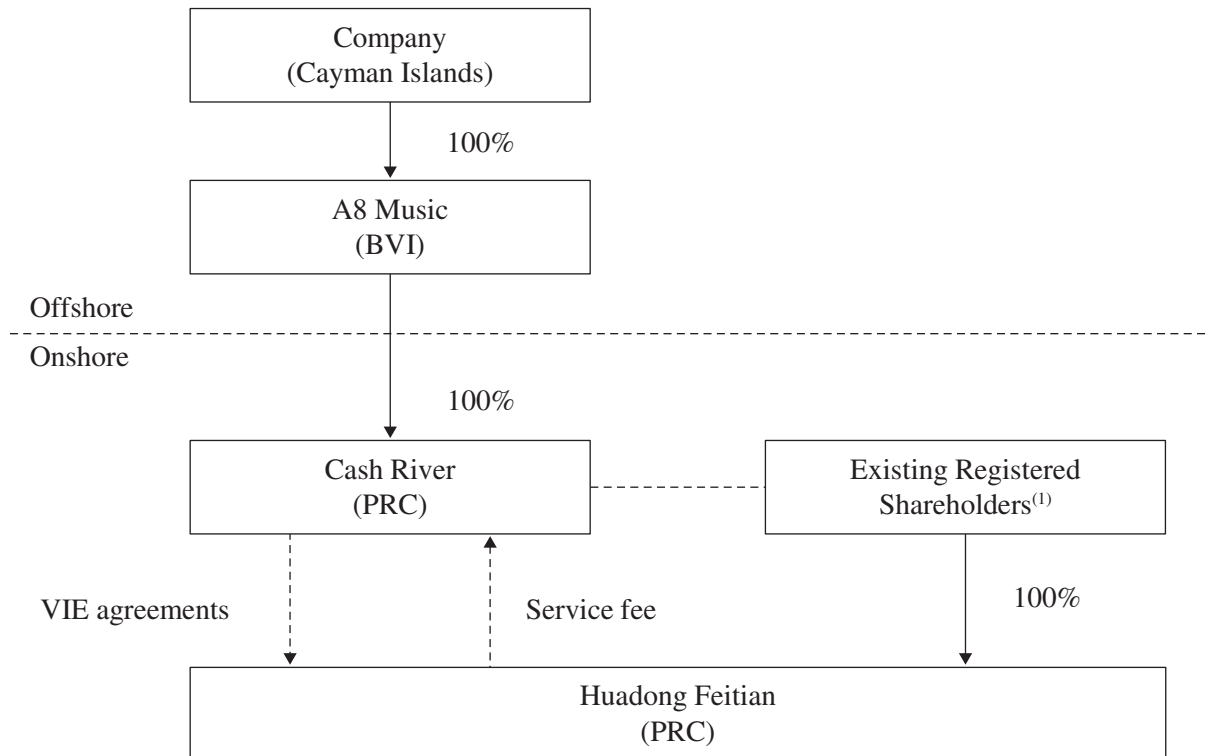 Company
(Cayman Islands)
100%
A8 Music
(BVI)
Offshore
Onshore
100%
Cash River
(PRC)
Existing Registered
Shareholders(1)
VIE agreements
Service fee
100%
Huadong Feitian
(PRC)